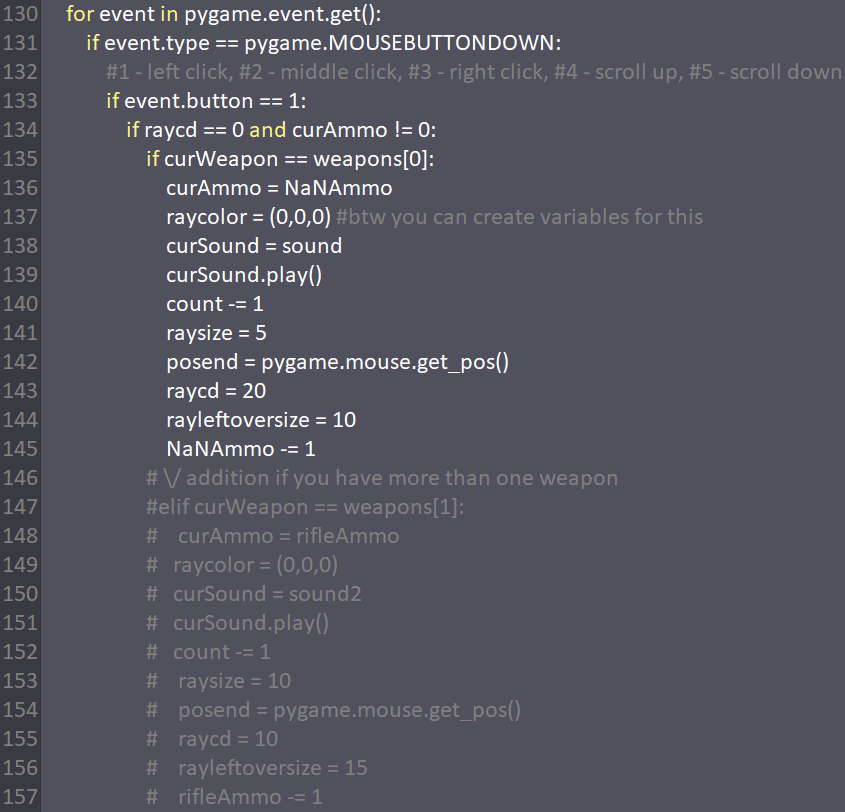 130 for event in pygame.event.get():
131 if event.type == pygame.MOUSEBUTTONDOWN:
132 #1 - left click, #2 - middle click, #3 - right click, #4 - scroll up, #5 - scroll down
133 if event.button == 1:
134 if raycd == 0 and curAmmo != 0:
135 if curWeapon == weapons[0]:
136 curAmmo = NaNAmmo
137 raycolor = (0,0,0) #btw you can create variables for this
138 curSound = sound
139 curSound.play()
140 count -= 1
141 raysize = 5
142 posend = pygame.mouse.get_pos()
143 raycd = 20
144 rayleftoversize = 10
145 NaNAmmo -= 1
146 # \/ addition if you have more than one weapon
147 #elif curWeapon == weapons[1]:
148 # curAmmo = rifleAmmo
149 # raycolor = (0,0,0)
150 # curSound = sound2
151 # curSound.play()
152 # count -= 1
153 # raysize = 10
154 # posend = pygame.mouse.get_pos()
155 # raycd = 10
156 # rayleftoversize = 15
157 # rifleAmmo -= 1